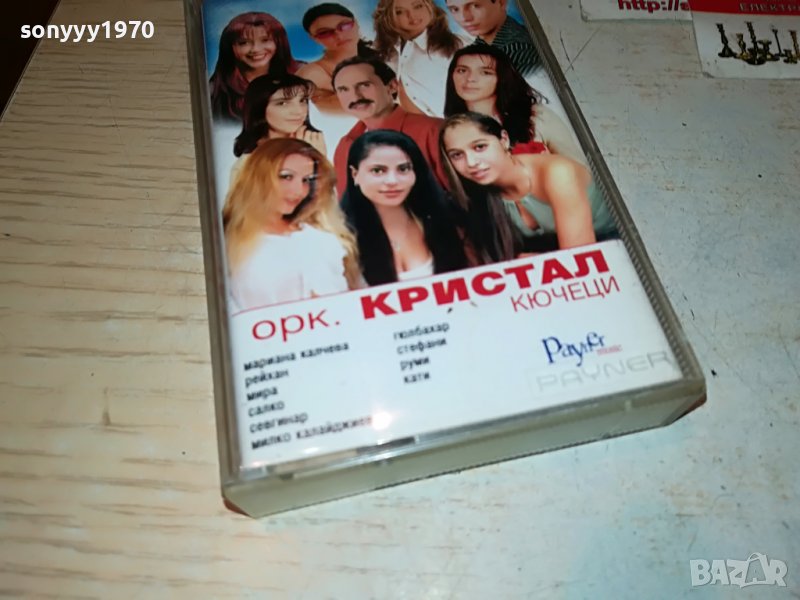 sonyyy1970
http://s
ЕЛЕКТР
орк. КРИСТАЛ
КЮЧЕЦИ
мариана калчева
рейхан
мира
салко
севгинар
милко калайджиев
гюлбахар
стефани
руми
кати
Payner
music
PAYNER
BAZAR